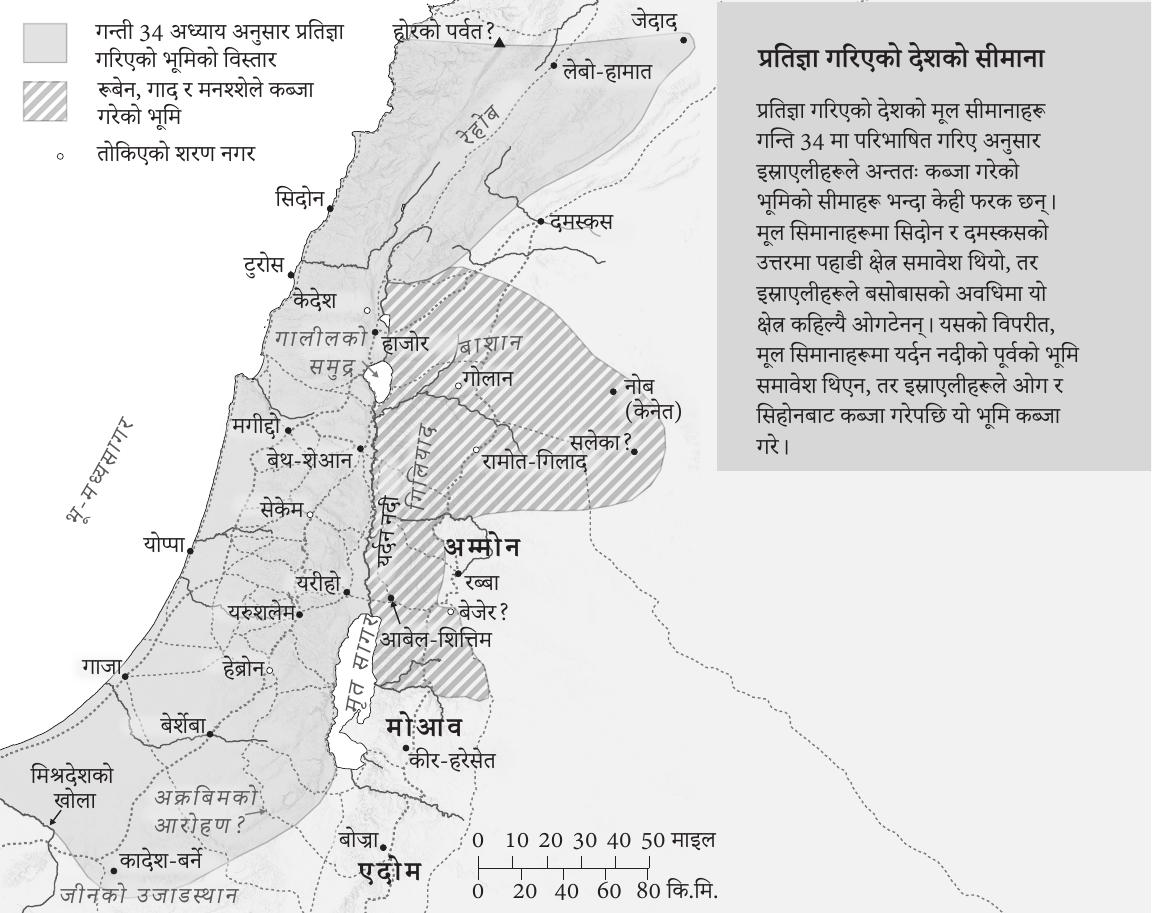 गन्ती 34 अध्याय अनुसार प्रतिज्ञा
गरिएको भूमिको विस्तार
रूबेन, गाद र मनश्शेले कब्जा
गरेको भूमि
तोकिएको शरण नगर
प्रतिज्ञा गरिएको देशको सीमाना
प्रतिज्ञा गरिएको देशको मूल सीमानाहरू
गन्ति 34 मा परिभाषित गरिए अनुसार
इस्राएलीहरूले अन्ततः कब्जा गरेको
भूमिको सीमाहरू भन्दा केही फरक छन्।
मूल सिमानाहरूमा सिदोन र दमस्कसको
उत्तरमा पहाडी क्षेत्र समावेश थियो, तर
इस्राएलीहरूले बसोबासको अवधिमा यो
क्षेत्र कहिल्यै ओगटेनन्। यसको विपरीत,
मूल सिमानाहरूमा यर्दन नदीको पूर्वको भूमि
समावेश थिएन, तर इस्राएलीहरूले ओग र
सिहोनबाट कब्जा गरेपछि यो भूमि कब्जा
गरे।
होरको पर्वत?
जेदाद
लेबो-हामात
रेहोब
सिदोन
दमस्कस
टुरोस
केदेश
गालीलको
समुद्र
हाजोर
बाशान
गोलान
नोब
(केनेत)
मगीद्दो
बेथ-शेआन
गिलियाद
रामोत-गिलाद
सलेका?
भू-मध्यसागर
सेकेम
यर्दन नदी
योप्पा
अम्मोन
रब्बा
यरीहो
बेजेर?
यरुशलेम
आबेल-शित्तिम
गाजा
हेब्रोन
मृत सागर
बेर्शेबा
मोआव
कीर-हरेसेत
मिश्रदेशको
खोला
अक्रबिमको
आरोहण?
बोज्रा
एदोम
कादेश-बर्ने
जीनको उजाडस्थान
0 10 20 30 40 50 माइल
0 20 40 60 80 कि.मि.